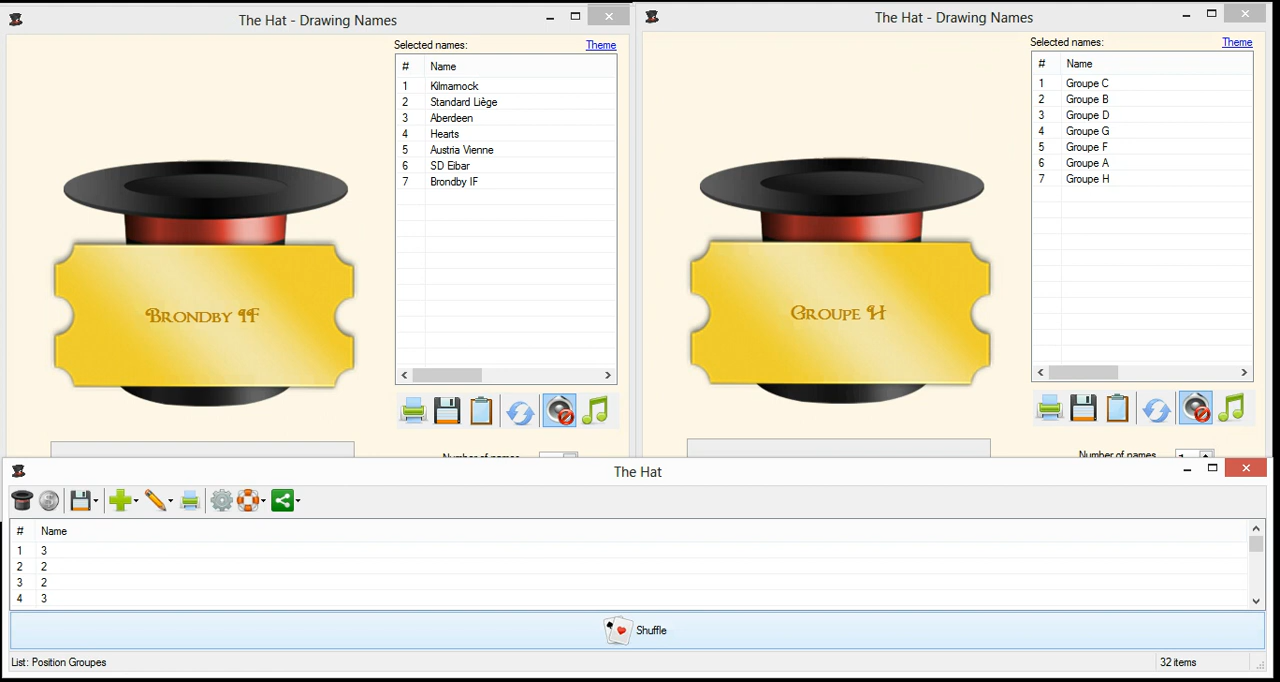 The Hat - Drawing Names
Selected names:
Theme
# Name
1 Kilmarnock
2 Standard Liège
3 Aberdeen
4 Hearts
5 Austria Vienne
6 SD Eibar
7 Brondby IF
Brondby IF
Number of names
The Hat - Drawing Names
Selected names:
Theme
# Name
1 Groupe C
2 Groupe B
3 Groupe D
4 Groupe G
5 Groupe F
6 Groupe A
7 Groupe H
Groupe H
Number of names
The Hat
# Name
1 3
2 2
3 2
4 3
Shuffle
List: Position Groupes
32 items